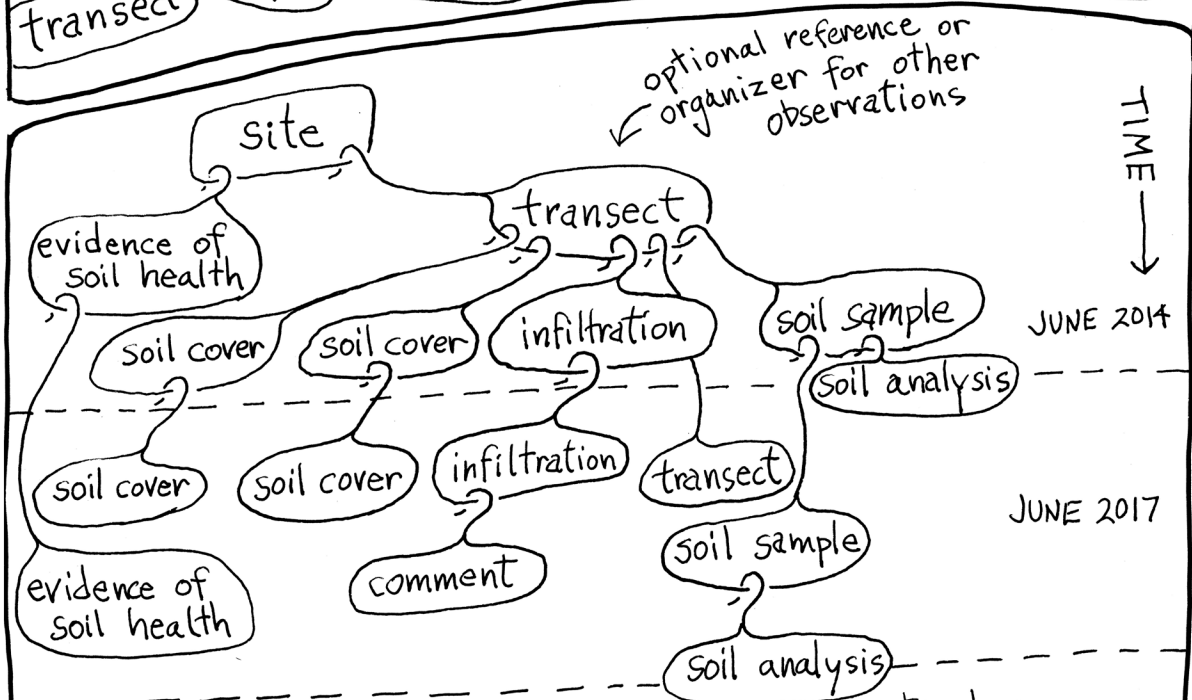 transect
optional reference or
organizer for other
observations
TIME
site
transect
evidence of
soil health
soil cover
soil cover
infiltration
soil sample
JUNE 2014
soil analysis
soil cover
soil cover
infiltration
transect
JUNE 2017
soil sample
comment
evidence of
soil health
soil analysis